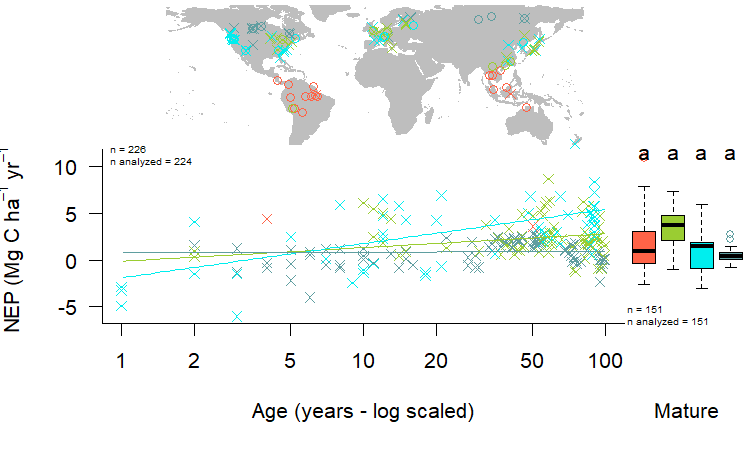 n = 226
n analyzed = 224
a a a a
10
5
0
-5
NEP (Mg C ha⁻¹ yr⁻¹)
n = 151
n analyzed = 151
1 2 5 10 20 50 100
Age (years - log scaled)
Mature